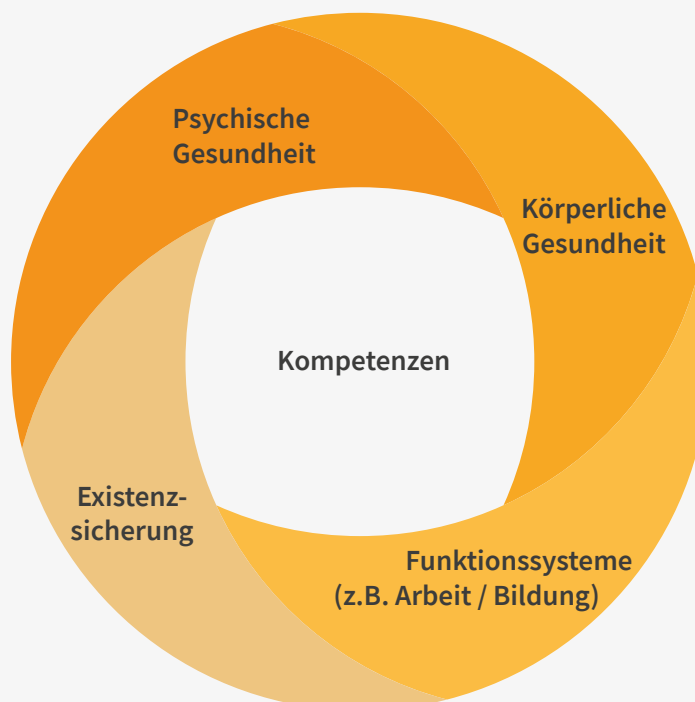 Psychische
Gesundheit
Körperliche
Gesundheit
Kompetenzen
Existenz-
sicherung
Funktionssysteme
(z.B. Arbeit / Bildung)